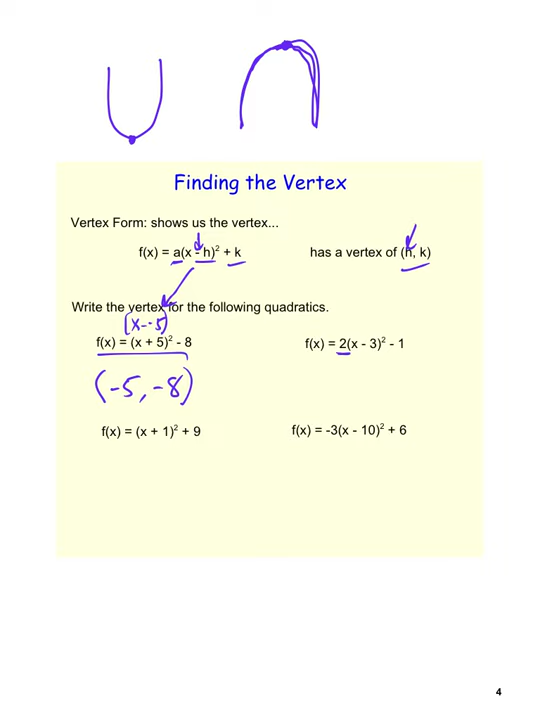 Finding the Vertex
Vertex Form: shows us the vertex...
f(x) = a(x - h)² + k
has a vertex of (h, k)
Write the vertex for the following quadratics.
(x--5)
f(x) = (x + 5)² - 8
f(x) = 2(x - 3)² - 1
(-5, -8)
f(x) = (x + 1)² + 9
f(x) = -3(x - 10)² + 6
4